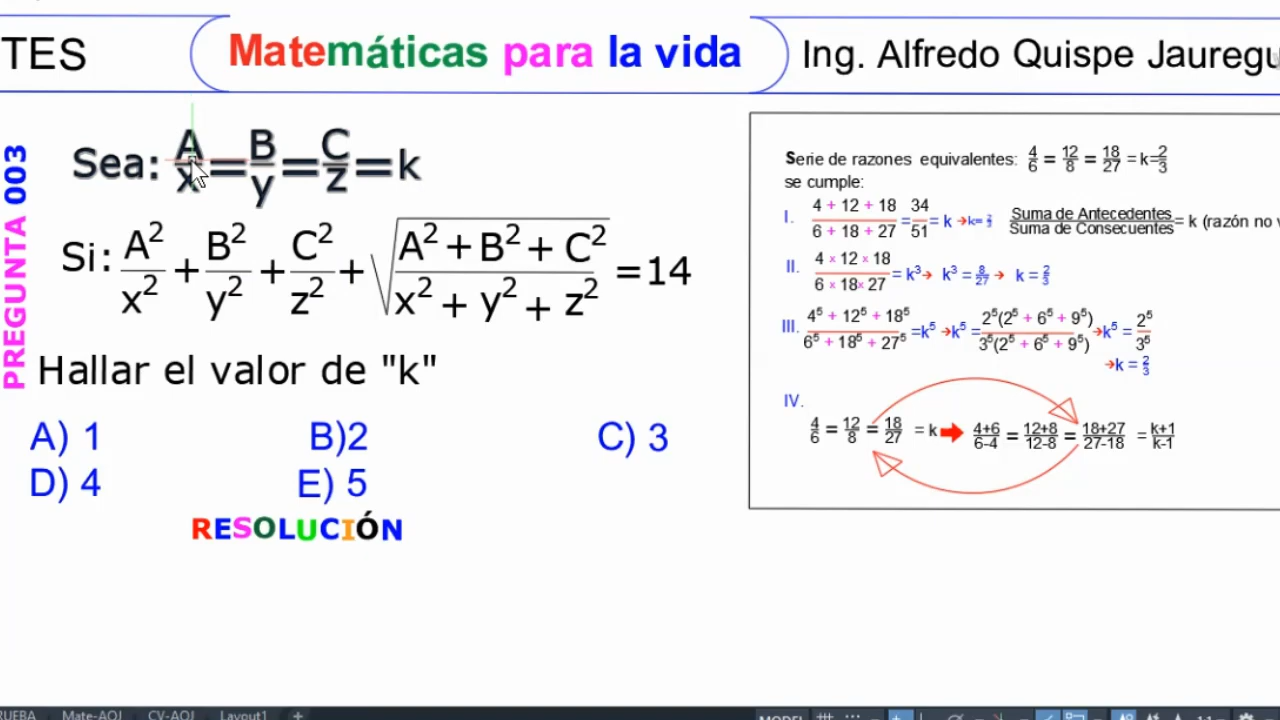 TES
Matemáticas para la vida
Ing. Alfredo Quispe Jauregu
PREGUNTA 003
Sea: A/x = B/y = C/z = k
Si: A²/x² + B²/y² + C²/z² + √((A² + B² + C²)/(x² + y² + z²)) = 14
Hallar el valor de "k"
A) 1 B)2 C) 3
D) 4 E) 5
RESOLUCIÓN
Serie de razones equivalentes: 4/6 = 12/8 = 18/27 = k=2/3
se cumple:
I. (4 + 12 + 18)/(6 + 18 + 27) = 34/51 = k ➔ k= 2/3 Suma de Antecedentes/Suma de Consecuentes = k (razón no
II. (4 × 12 × 18)/(6 × 18× 27) = k³ ➔ k³ = 8/27 ➔ k = 2/3
III. (4⁵ + 12⁵ + 18⁵)/(6⁵ + 18⁵ + 27⁵) =k⁵ ➔k⁵ = 2⁵(2⁵ + 6⁵ + 9⁵)/3⁵(2⁵ + 6⁵ + 9⁵) ➔k⁵ = 2⁵/3⁵
➔k = 2/3
IV.
4/6 = 12/8 = 18/27 = k ➔ (4+6)/(6-4) = (12+8)/(12-8) = (18+27)/(27-18) = (k+1)/(k-1)
Mate-AOJ CV-AOJ Layout1 +
MODEL